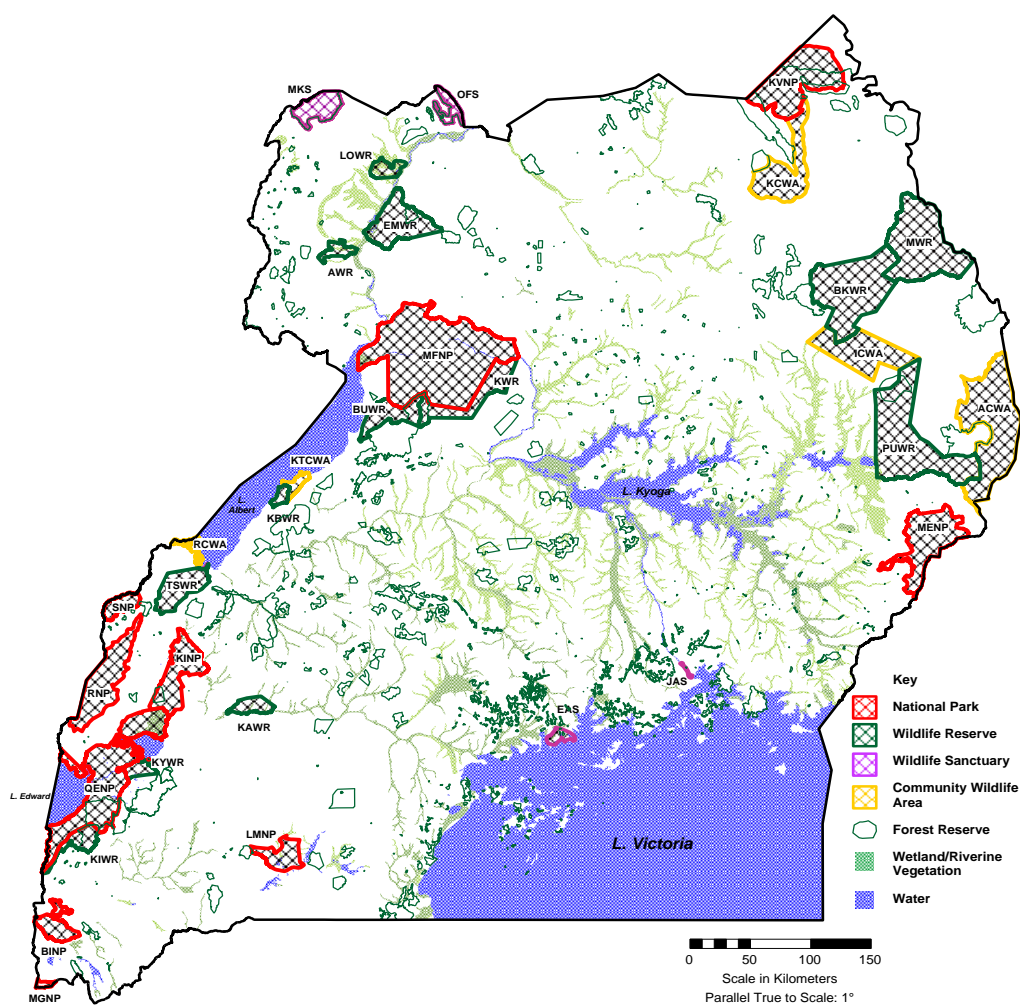 KVNP
MKS
OFS
LOWR
KCWA
EMWR
MWR
AWR
BKWR
MFNP
ICWA
KWR
ACWA
BUWR
PUWR
KTCWA
L. Albert
L. Kyoga
KBWR
MENP
RCWA
TSWR
SNP
KINP
RNP
JAS
EAS
KAWR
KYWR
QENP
L. Edward
LMNP
KIWR
L. Victoria
BINP
MGNP
Key
National Park
Wildlife Reserve
Wildlife Sanctuary
Community Wildlife
Area
Forest Reserve
Wetland/Riverine
Vegetation
Water
0 50 100 150
Scale in Kilometers
Parallel True to Scale: 1°